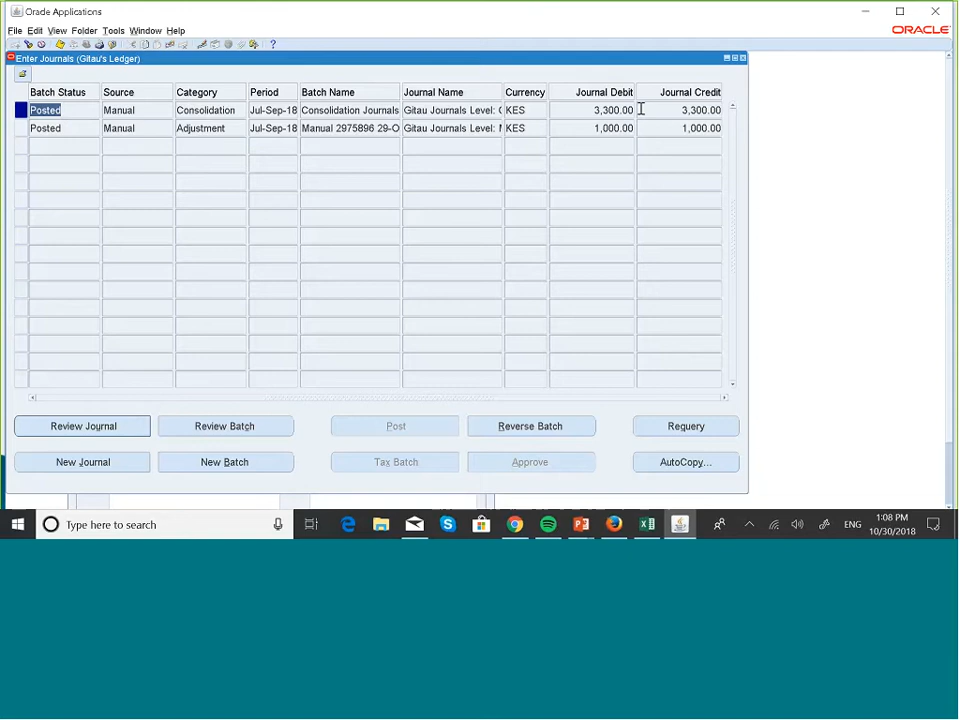 Oracle Applications
File Edit View Folder Tools Window Help
ORACLE
Enter Journals (Gitau's Ledger)
Batch Status Source Category Period Batch Name Journal Name Currency Journal Debit Journal Credit
Posted Manual Consolidation Jul-Sep-18 Consolidation Journals Gitau Journals Level: C KES 3,300.00 3,300.00
Posted Manual Adjustment Jul-Sep-18 Manual 2975896 29-O Gitau Journals Level: M KES 1,000.00 1,000.00
Review Journal Review Batch Post Reverse Batch Requery
New Journal New Batch Tax Batch Approve AutoCopy...
Type here to search ENG 1:08 PM
10/30/2018